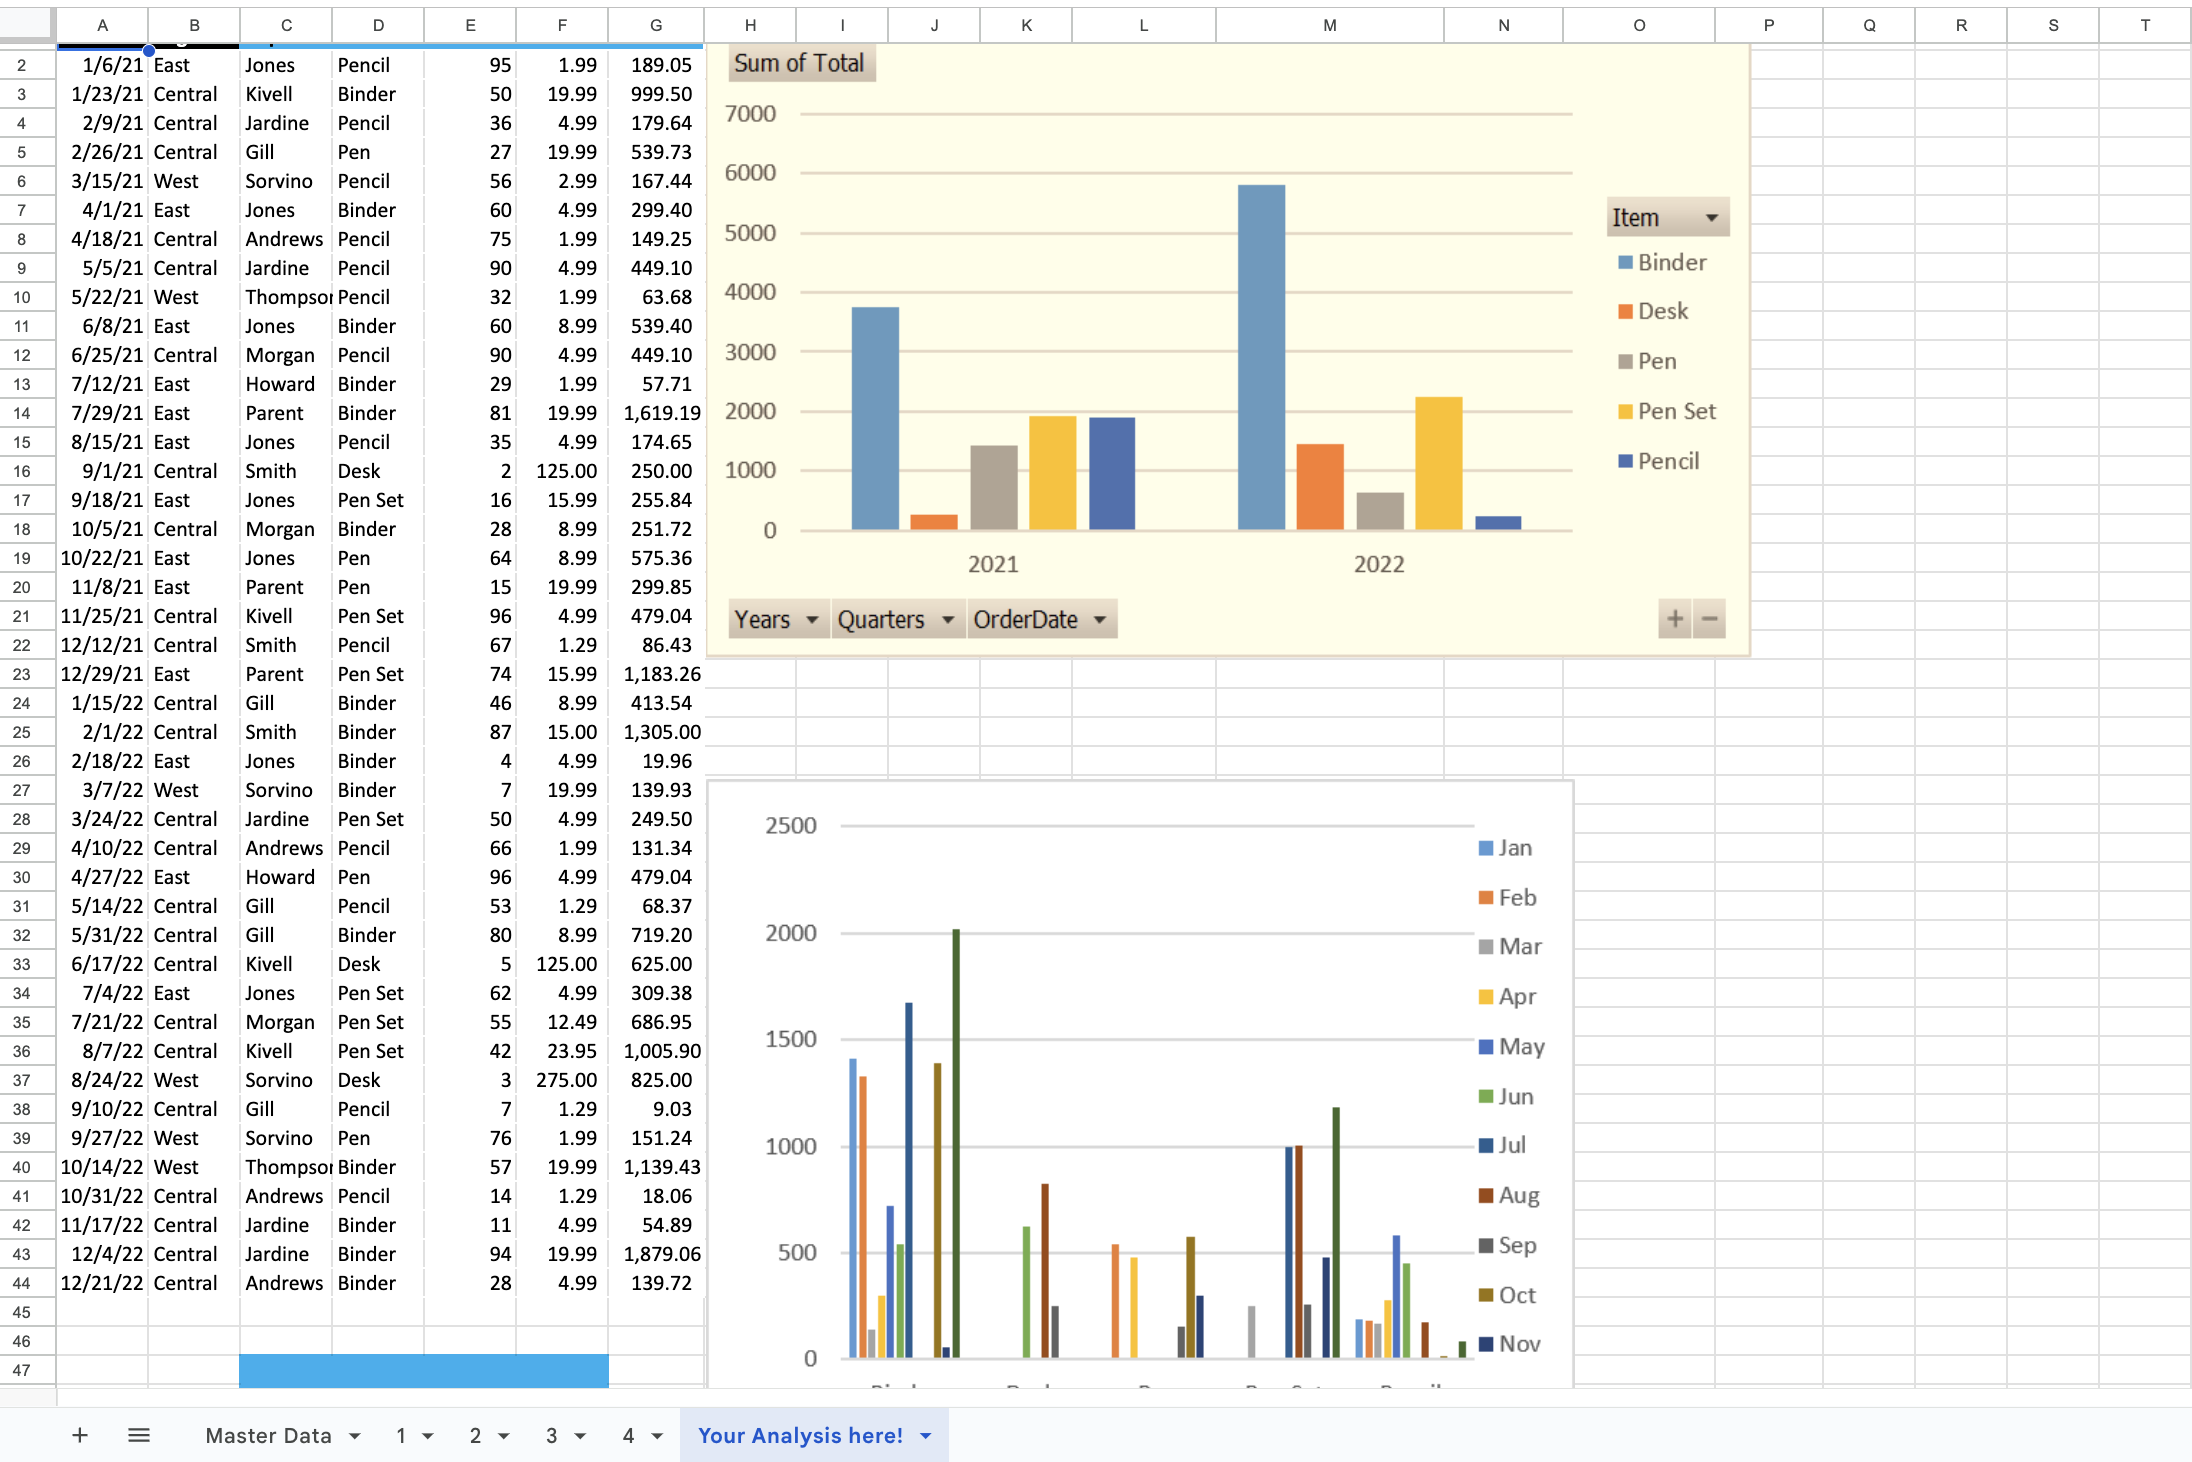 A B C D E F G H I J K L M N O P Q R S T
2 1/6/21 East Jones Pencil 95 1.99 189.05
3 1/23/21 Central Kivell Binder 50 19.99 999.50
4 2/9/21 Central Jardine Pencil 36 4.99 179.64
5 2/26/21 Central Gill Pen 27 19.99 539.73
6 3/15/21 West Sorvino Pencil 56 2.99 167.44
7 4/1/21 East Jones Binder 60 4.99 299.40
8 4/18/21 Central Andrews Pencil 75 1.99 149.25
9 5/5/21 Central Jardine Pencil 90 4.99 449.10
10 5/22/21 West Thompso Pencil 32 1.99 63.68
11 6/8/21 East Jones Binder 60 8.99 539.40
12 6/25/21 Central Morgan Pencil 90 4.99 449.10
13 7/12/21 East Howard Binder 29 1.99 57.71
14 7/29/21 East Parent Binder 81 19.99 1,619.19
15 8/15/21 East Jones Pencil 35 4.99 174.65
16 9/1/21 Central Smith Desk 2 125.00 250.00
17 9/18/21 East Jones Pen Set 16 15.99 255.84
18 10/5/21 Central Morgan Binder 28 8.99 251.72
19 10/22/21 East Jones Pen 64 8.99 575.36
20 11/8/21 East Parent Pen 15 19.99 299.85
21 11/25/21 Central Kivell Pen Set 96 4.99 479.04
22 12/12/21 Central Smith Pencil 67 1.29 86.43
23 12/29/21 East Parent Pen Set 74 15.99 1,183.26
24 1/15/22 Central Gill Binder 46 8.99 413.54
25 2/1/22 Central Smith Binder 87 15.00 1,305.00
26 2/18/22 East Jones Binder 4 4.99 19.96
27 3/7/22 West Sorvino Binder 7 19.99 139.93
28 3/24/22 Central Jardine Pen Set 50 4.99 249.50
29 4/10/22 Central Andrews Pencil 66 1.99 131.34
30 4/27/22 East Howard Pen 96 4.99 479.04
31 5/14/22 Central Gill Pencil 53 1.29 68.37
32 5/31/22 Central Gill Binder 80 8.99 719.20
33 6/17/22 Central Kivell Desk 5 125.00 625.00
34 7/4/22 East Jones Pen Set 62 4.99 309.38
35 7/21/22 Central Morgan Pen Set 55 12.49 686.95
36 8/7/22 Central Kivell Pen Set 42 23.95 1,005.90
37 8/24/22 West Sorvino Desk 3 275.00 825.00
38 9/10/22 Central Gill Pencil 7 1.29 9.03
39 9/27/22 West Sorvino Pen 76 1.99 151.24
40 10/14/22 West Thompso Binder 57 19.99 1,139.43
41 10/31/22 Central Andrews Pencil 14 1.29 18.06
42 11/17/22 Central Jardine Binder 11 4.99 54.89
43 12/4/22 Central Jardine Binder 94 19.99 1,879.06
44 12/21/22 Central Andrews Binder 28 4.99 139.72
45
46
47
Sum of Total
7000
6000
5000
4000
3000
2000
1000
0
2021 2022
Item
Binder
Desk
Pen
Pen Set
Pencil
Years Quarters OrderDate + −
2500
2000
1500
1000
500
0
Jan
Feb
Mar
Apr
May
Jun
Jul
Aug
Sep
Oct
Nov
+ Master Data 1 2 3 4 Your Analysis here!